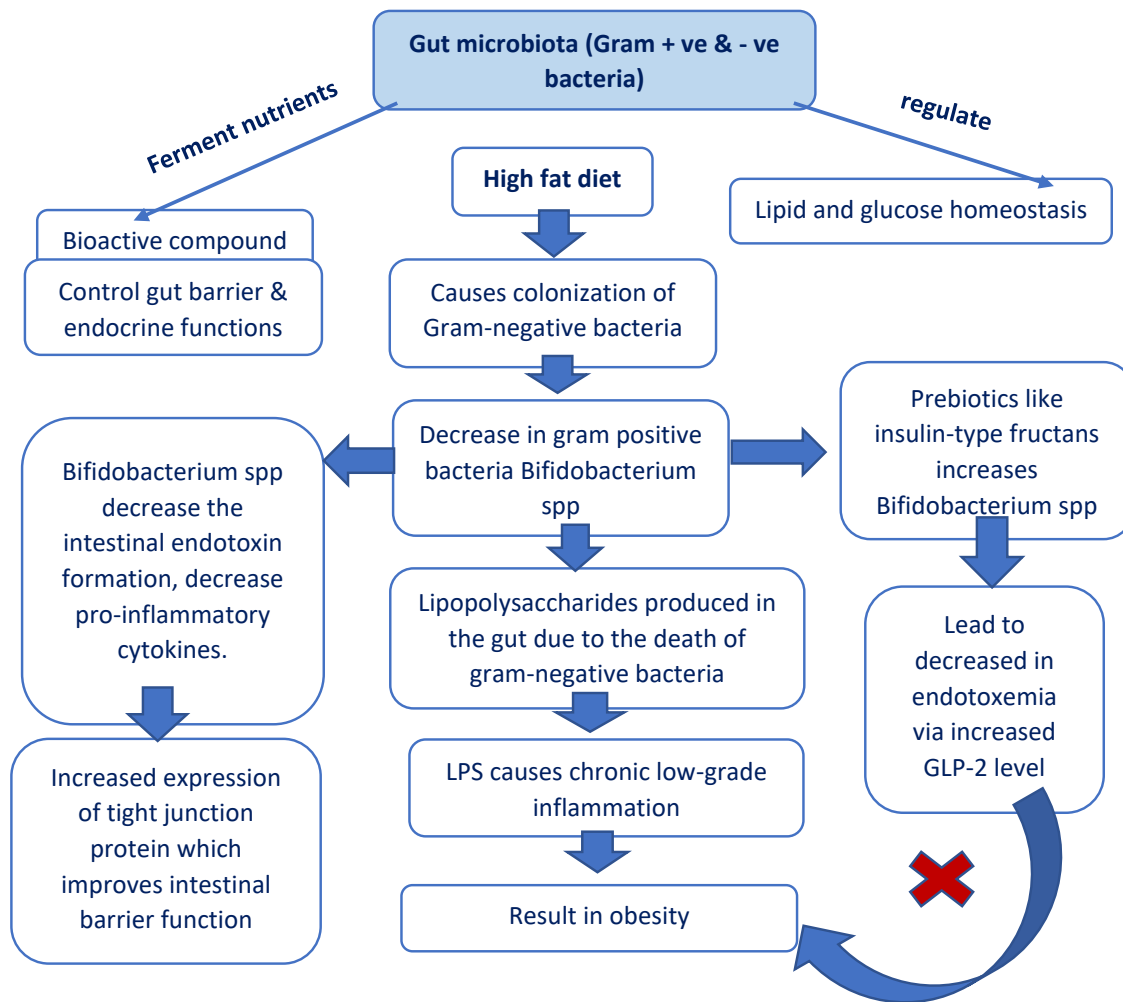 Gut microbiota (Gram + ve & - ve
bacteria)
Ferment nutrients
regulate
High fat diet
Lipid and glucose homeostasis
Bioactive compound
Control gut barrier &
endocrine functions
Causes colonization of
Gram-negative bacteria
Prebiotics like
insulin-type fructans
increases
Bifidobacterium spp
Decrease in gram positive
bacteria Bifidobacterium
spp
Bifidobacterium spp
decrease the
intestinal endotoxin
formation, decrease
pro-inflammatory
cytokines.
Lipopolysaccharides produced in
the gut due to the death of
gram-negative bacteria
Lead to
decreased in
endotoxemia
via increased
GLP-2 level
Increased expression
of tight junction
protein which
improves intestinal
barrier function
LPS causes chronic low-grade
inflammation
Result in obesity